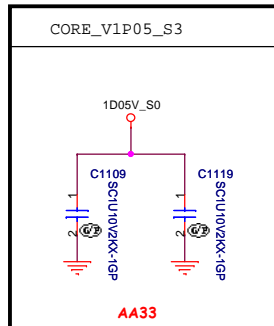 CORE_V1P05_S3
1D05V_S0
C1109
SC1U10V2KX-1GP
1
2
G/P
C1119
SC1U10V2KX-1GP
1
2
G/P
AA33